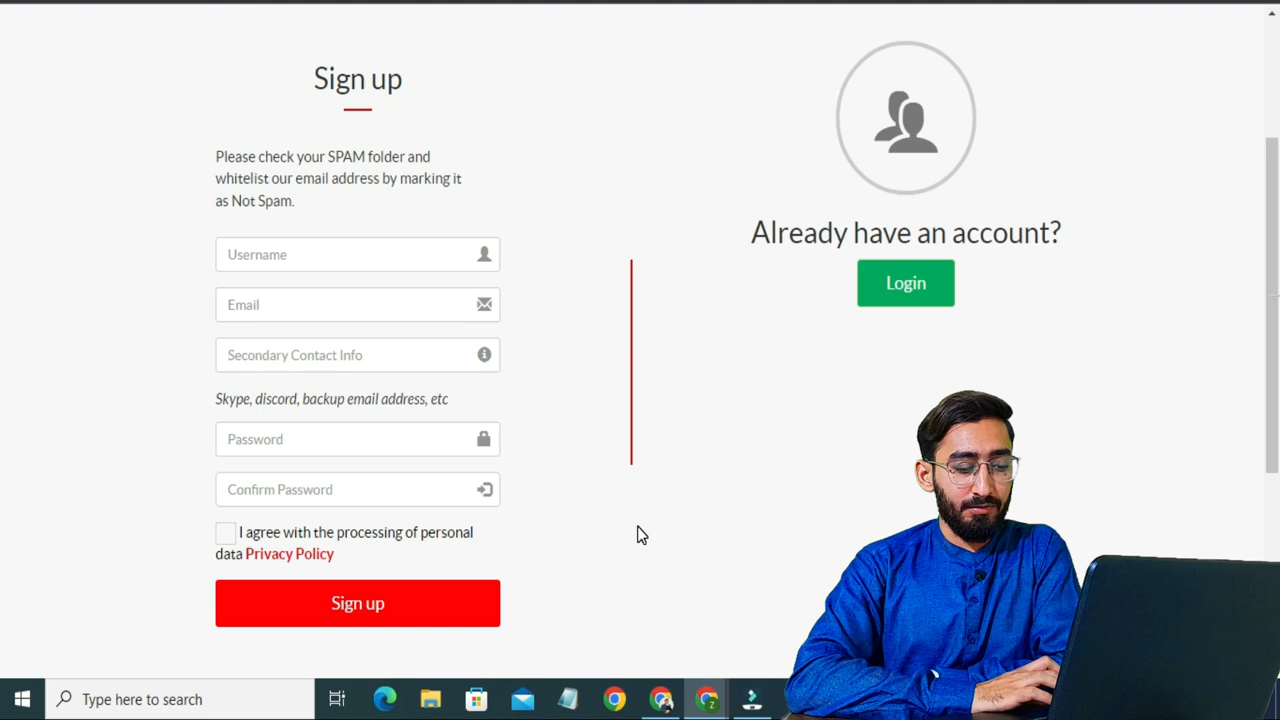 Sign up
Please check your SPAM folder and
whitelist our email address by marking it
as Not Spam.
Username
Email
Secondary Contact Info
Skype, discord, backup email address, etc
Password
Confirm Password
I agree with the processing of personal
data Privacy Policy
Sign up
Already have an account?
Login
Type here to search
Z